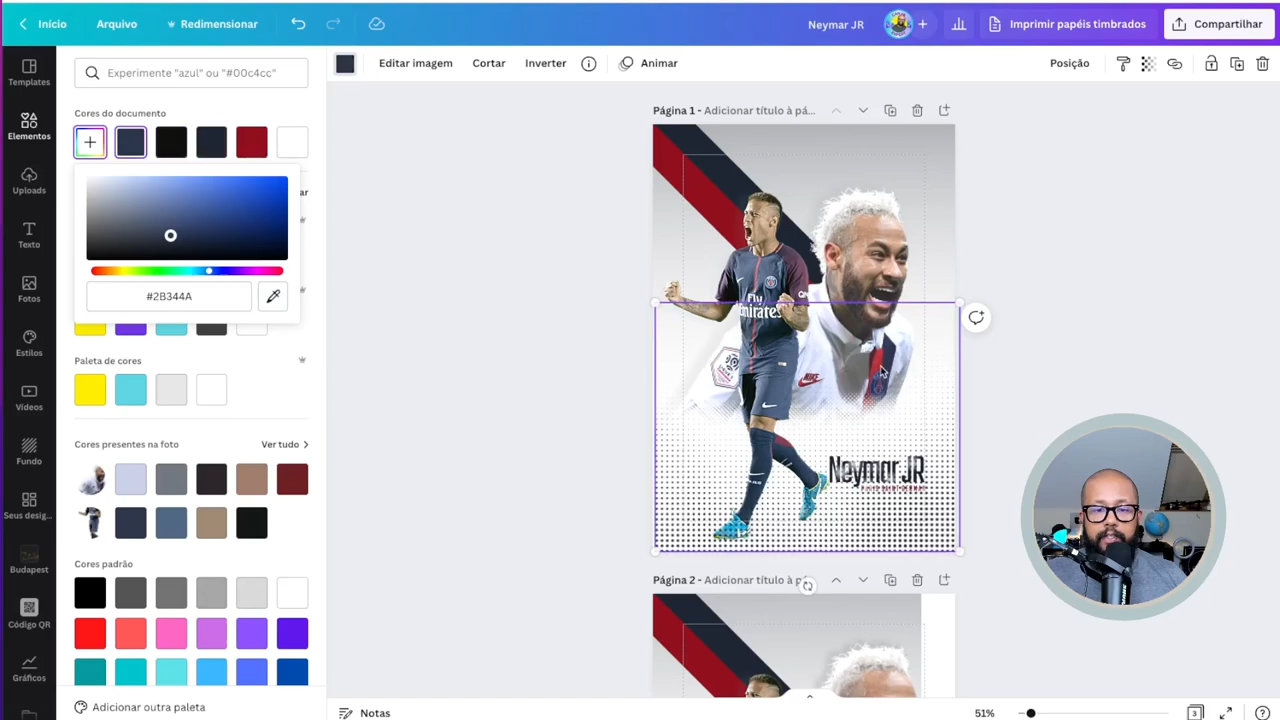 Início
Arquivo
Redimensionar
Neymar JR
Imprimir papéis timbrados
Compartilhar
Templates
Elementos
Uploads
Texto
Fotos
Estilos
Vídeos
Fundo
Seus desig...
Budapest
Código QR
Gráficos
Experimente "azul" ou "#00c4cc"
Cores do documento
ar
#2B344A
Paleta de cores
Cores presentes na foto
Ver tudo
Cores padrão
Adicionar outra paleta
Editar imagem
Cortar
Inverter
Animar
Posição
Página 1 - Adicionar título à pá...
Fly
Emirates
Neymar JR
Página 2 - Adicionar título à p
Notas
51%
3